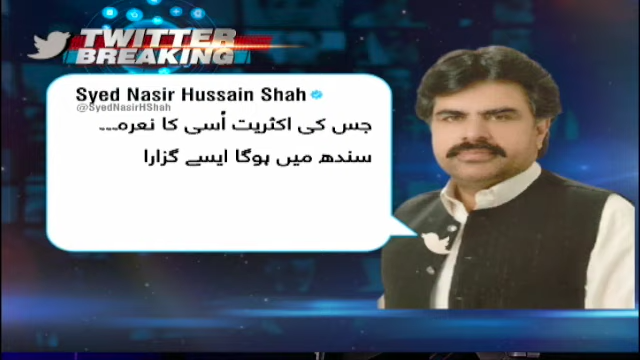 TWITTER
BREAKING
Syed Nasir Hussain Shah
@SyedNasirHShah
جس کی اکثریت اُسی کا نعرہ...
سندھ میں ہوگا ایسے گزارا